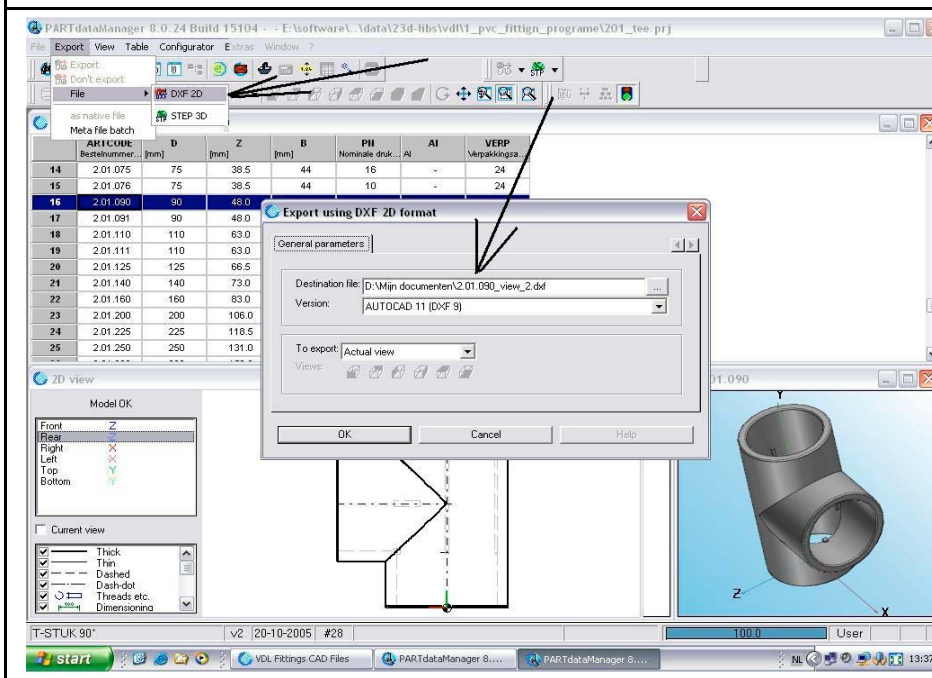 PARTdataManager 8.0.24 Build 15104 - - E:\software\..\data\23d-libs\vdl\1_pvc_fittign_programe\201_tee.prj
File Export View Table Configurator Extras Window ?
Export
Don't export
File
DXF 2D
as native file
STEP 3D
Meta file batch
STP
ARTCODE D Z B PN AI VERP
Bestelnummer... [mm] [mm] [mm] Nominale druk... AI Verpakkingsa...
14 2.01.075 75 38.5 44 16 - 24
15 2.01.076 75 38.5 44 10 - 24
16 2.01.090 90 48.0
17 2.01.091 90 48.0
18 2.01.110 110 63.0
19 2.01.111 110 63.0
20 2.01.125 125 66.5
21 2.01.140 140 73.0
22 2.01.160 160 83.0
23 2.01.200 200 106.0
24 2.01.225 225 118.5
25 2.01.250 250 131.0
Export using DXF 2D format
General parameters
Destination file: D:\Mijn documenten\2.01.090_view_2.dxf ...
Version: AUTOCAD 11 (DXF 9)
To export: Actual view
Views:
OK Cancel Help
2D view
01.090
Model OK
Front Z
Rear Z
Right X
Left -X
Top Y
Bottom -Y
Current view
Thick
Thin
Dashed
Dash-dot
Threads etc.
Dimensioning
Y
Z
X
T-STUK 90° v2 20-10-2005 #28 100.0 User
start VDL Fittings CAD Files PARTdataManager 8.... PARTdataManager 8.... NL 13:37